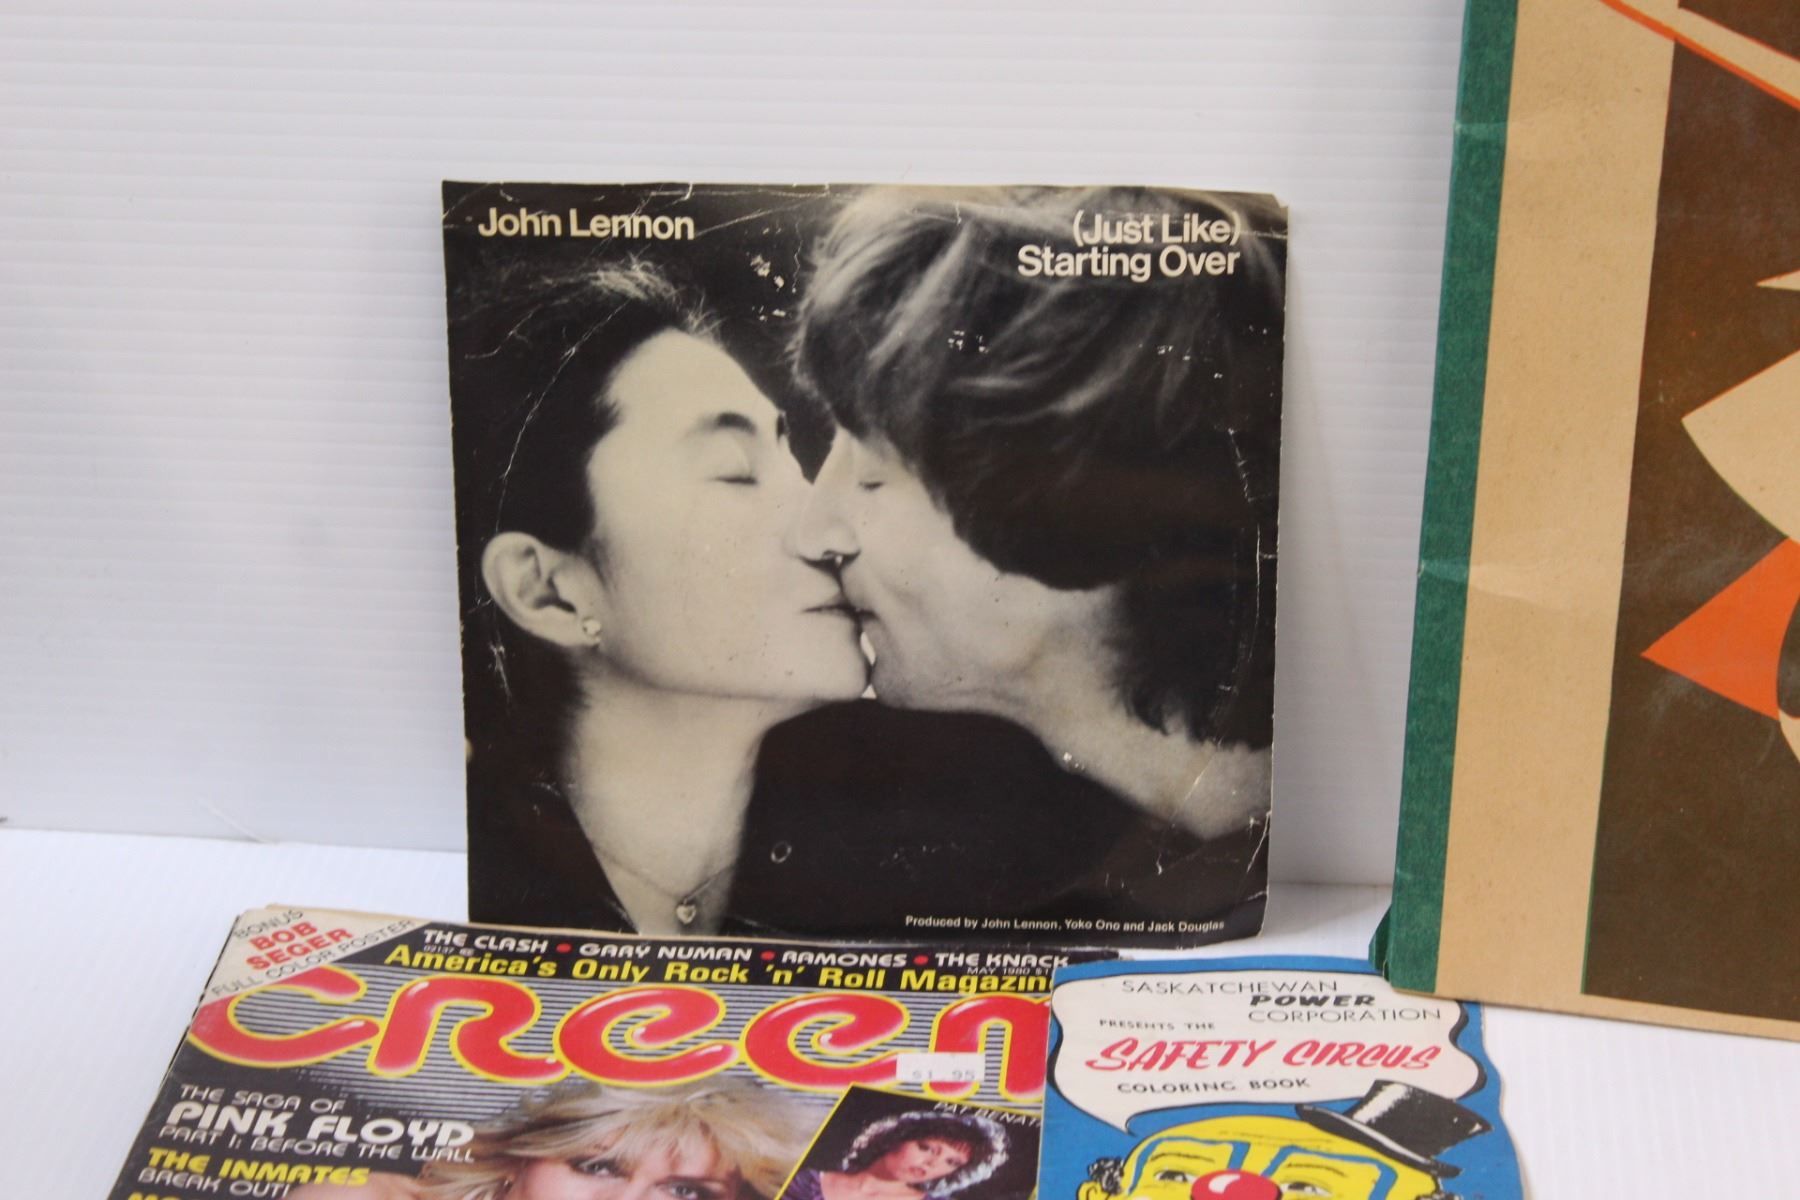 John Lennon
(Just Like)
Starting Over
Produced by John Lennon, Yoko Ono and Jack Douglas
BONUS
BOB
SEGER
FULL COLOR POSTER
THE CLASH • GARY NUMAN • RAMONES • THE KNACK
America's Only Rock 'n' Roll Magazine
MAY 1980
creem
$1.95
THE SAGA OF
PINK FLOYD
PART I: BEFORE THE WALL
THE INMATES
BREAK OUT!
PAT BENAT
SASKATCHEWAN
POWER
CORPORATION
PRESENTS THE
SAFETY CIRCUS
COLORING BOOK